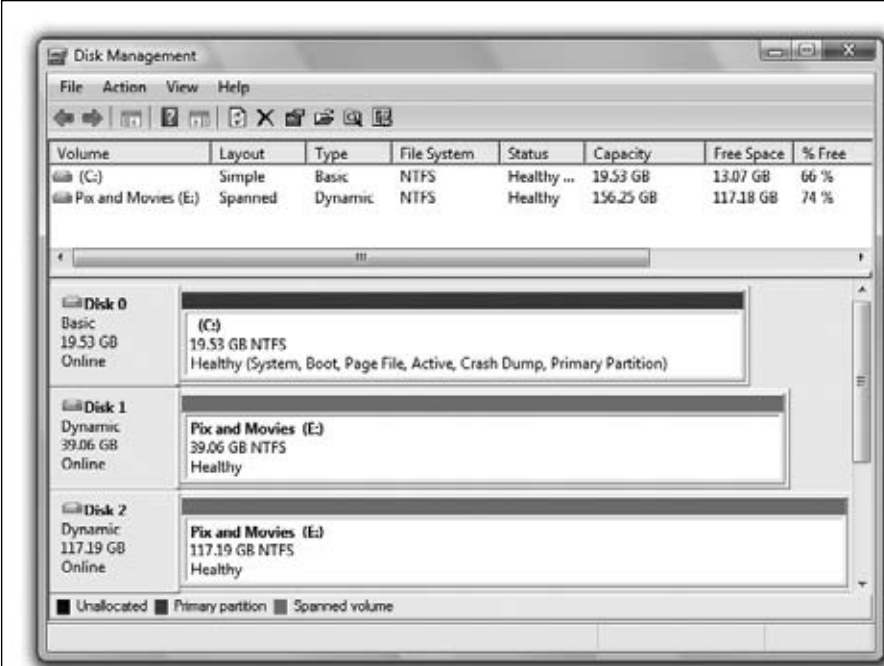 Disk Management
File Action View Help
Volume Layout Type File System Status Capacity Free Space % Free
(C:) Simple Basic NTFS Healthy ... 19.53 GB 13.07 GB 66 %
Pix and Movies (E:) Spanned Dynamic NTFS Healthy 156.25 GB 117.18 GB 74 %
Disk 0
Basic
19.53 GB
Online
(C:)
19.53 GB NTFS
Healthy (System, Boot, Page File, Active, Crash Dump, Primary Partition)
Disk 1
Dynamic
39.06 GB
Online
Pix and Movies (E:)
39.06 GB NTFS
Healthy
Disk 2
Dynamic
117.19 GB
Online
Pix and Movies (E:)
117.19 GB NTFS
Healthy
Unallocated Primary partition Spanned volume